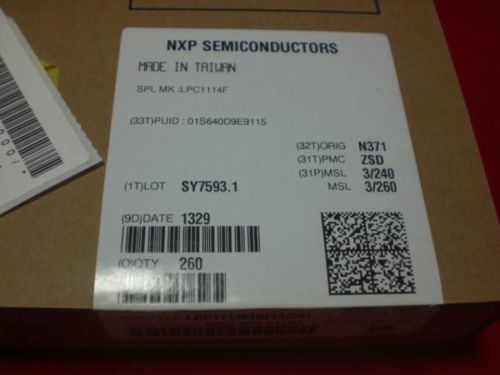 NXP SEMICONDUCTORS
MADE IN TAIWAN
SPL MK :LPC1114F
(33T)PUID : 01S640D9E9115
(32T)ORIG N371
(31T)PMC ZSD
(31P)MSL 3/240
MSL 3/260
(1T)LOT SY7593.1
(9D)DATE 1329
(Q)QTY 260